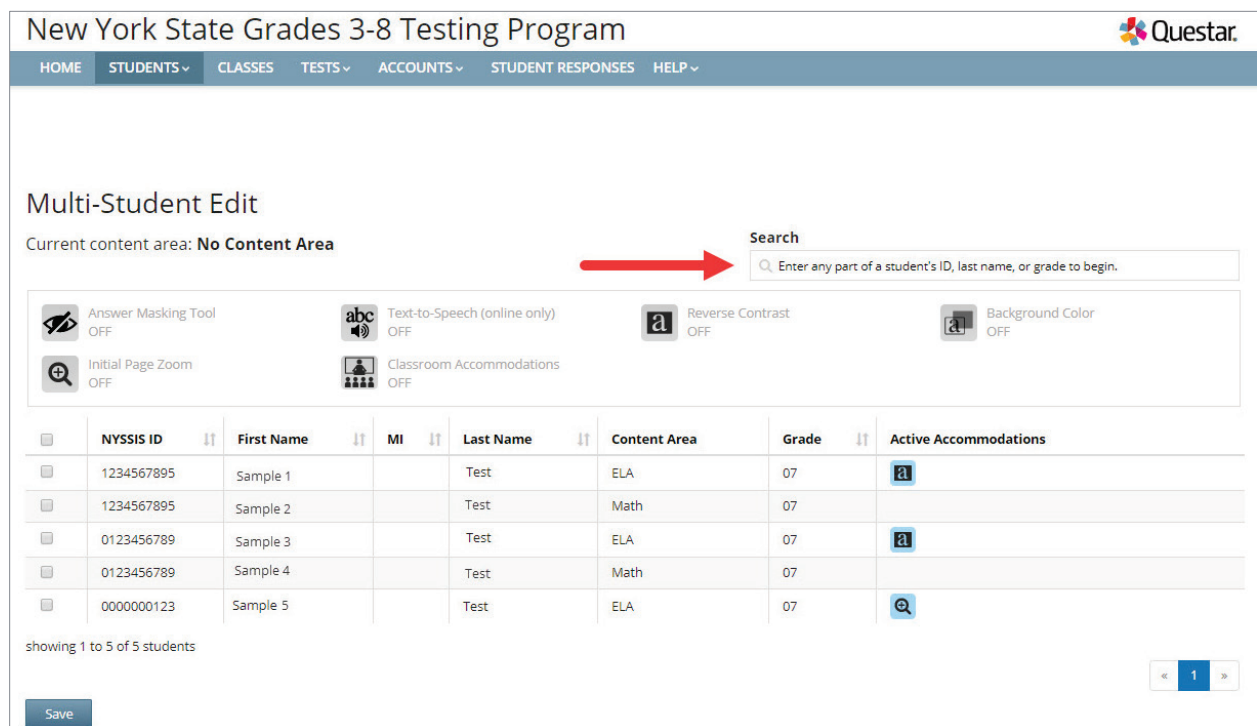 New York State Grades 3-8 Testing Program
Questar.
HOME STUDENTS CLASSES TESTS ACCOUNTS STUDENT RESPONSES HELP
Multi-Student Edit
Current content area: No Content Area
Search
Enter any part of a student's ID, last name, or grade to begin.
Answer Masking Tool
OFF
abc
Text-to-Speech (online only)
OFF
a
Reverse Contrast
OFF
a
Background Color
OFF
Initial Page Zoom
OFF
Classroom Accommodations
OFF
NYSSIS ID First Name MI Last Name Content Area Grade Active Accommodations
1234567895 Sample 1 Test ELA 07 a
1234567895 Sample 2 Test Math 07
0123456789 Sample 3 Test ELA 07 a
0123456789 Sample 4 Test Math 07
0000000123 Sample 5 Test ELA 07
showing 1 to 5 of 5 students
« 1 »
Save